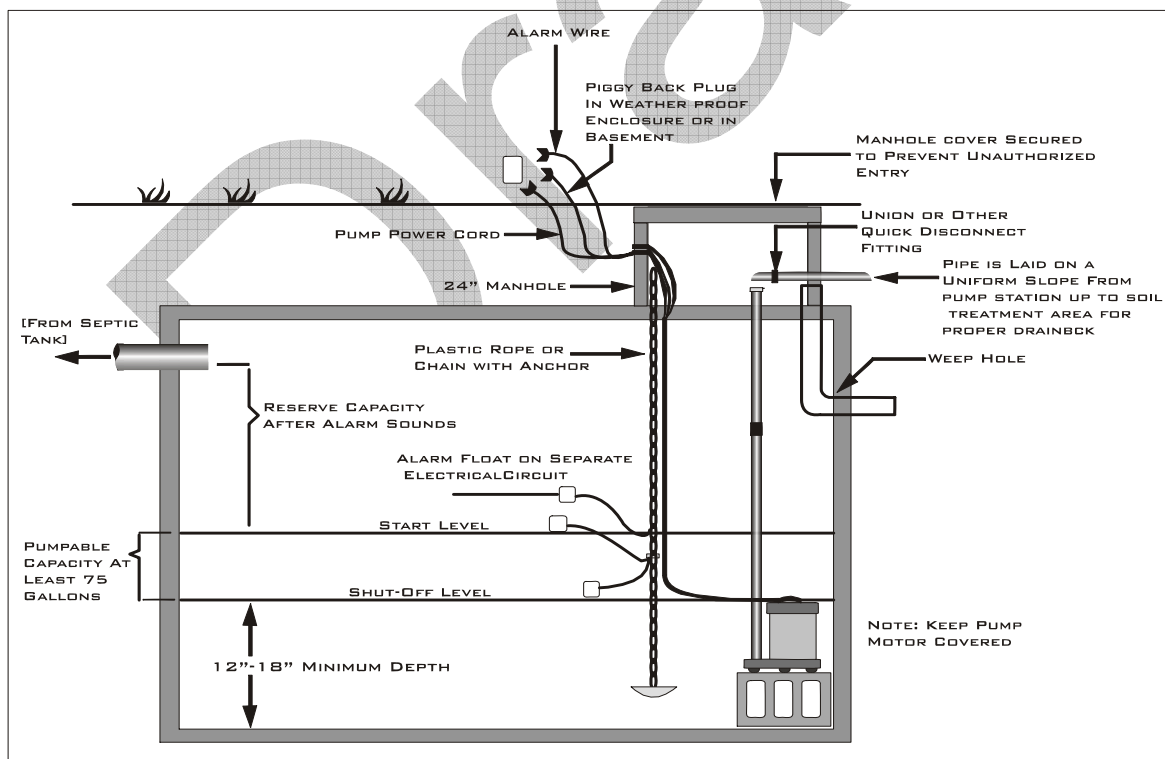 Draft
ALARM WIRE
PIGGY BACK PLUG
IN WEATHER PROOF
ENCLOSURE OR IN
BASEMENT
MANHOLE COVER SECURED
TO PREVENT UNAUTHORIZED
ENTRY
PUMP POWER CORD
UNION OR OTHER
QUICK DISCONNECT
FITTING
24” MANHOLE
PIPE IS LAID ON A
UNIFORM SLOPE FROM
PUMP STATION UP TO SOIL
TREATMENT AREA FOR
PROPER DRAINBCK
[FROM SEPTIC
TANK]
PLASTIC ROPE OR
CHAIN WITH ANCHOR
WEEP HOLE
RESERVE CAPACITY
AFTER ALARM SOUNDS
ALARM FLOAT ON SEPARATE
ELECTRICALCIRCUIT
START LEVEL
PUMPABLE
CAPACITY AT
LEAST 75
GALLONS
SHUT-OFF LEVEL
NOTE: KEEP PUMP
MOTOR COVERED
12”-18” MINIMUM DEPTH